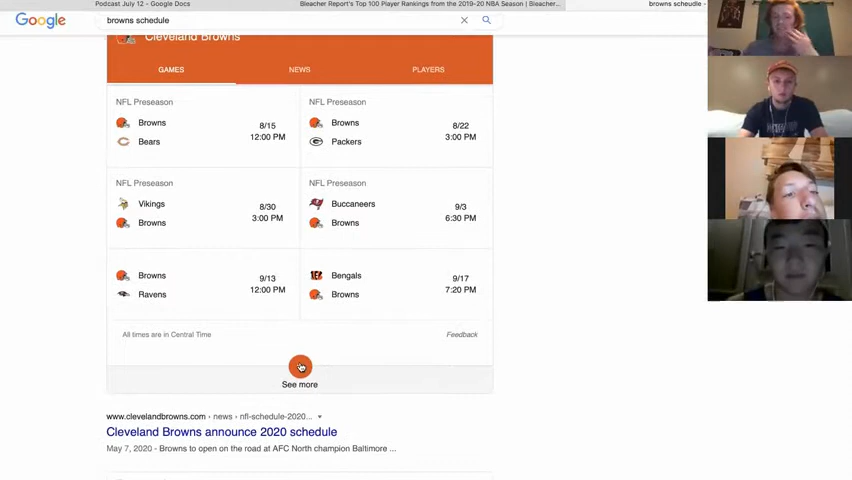 Podcast July 12 – Google Docs
Bleacher Report's Top 100 Player Rankings from the 2019-20 NBA Season | Bleacher...
browns scheudle -
Google
browns schedule
Cleveland Browns
GAMES
NEWS
PLAYERS
NFL Preseason
Browns
Bears
8/15
12:00 PM
NFL Preseason
Browns
Packers
8/22
3:00 PM
NFL Preseason
Vikings
Browns
8/30
3:00 PM
NFL Preseason
Buccaneers
Browns
9/3
6:30 PM
Browns
Ravens
9/13
12:00 PM
Bengals
Browns
9/17
7:20 PM
All times are in Central Time
Feedback
See more
www.clevelandbrowns.com › news › nfl-schedule-2020...
Cleveland Browns announce 2020 schedule
May 7, 2020 - Browns to open on the road at AFC North champion Baltimore ...